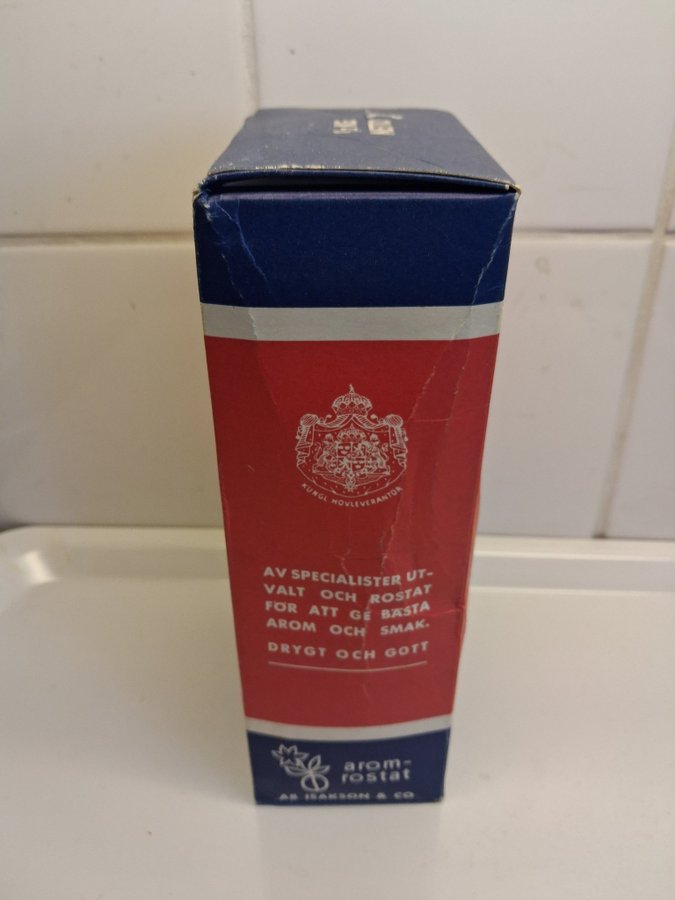 KUNGL HOVLEVERANTÖR
AV SPECIALISTER UT-
VALT OCH ROSTAT
FÖR ATT GE BÄSTA
AROM OCH SMAK.
DRYGT OCH GOTT
arom-
rostat
AB ISAKSON & CO